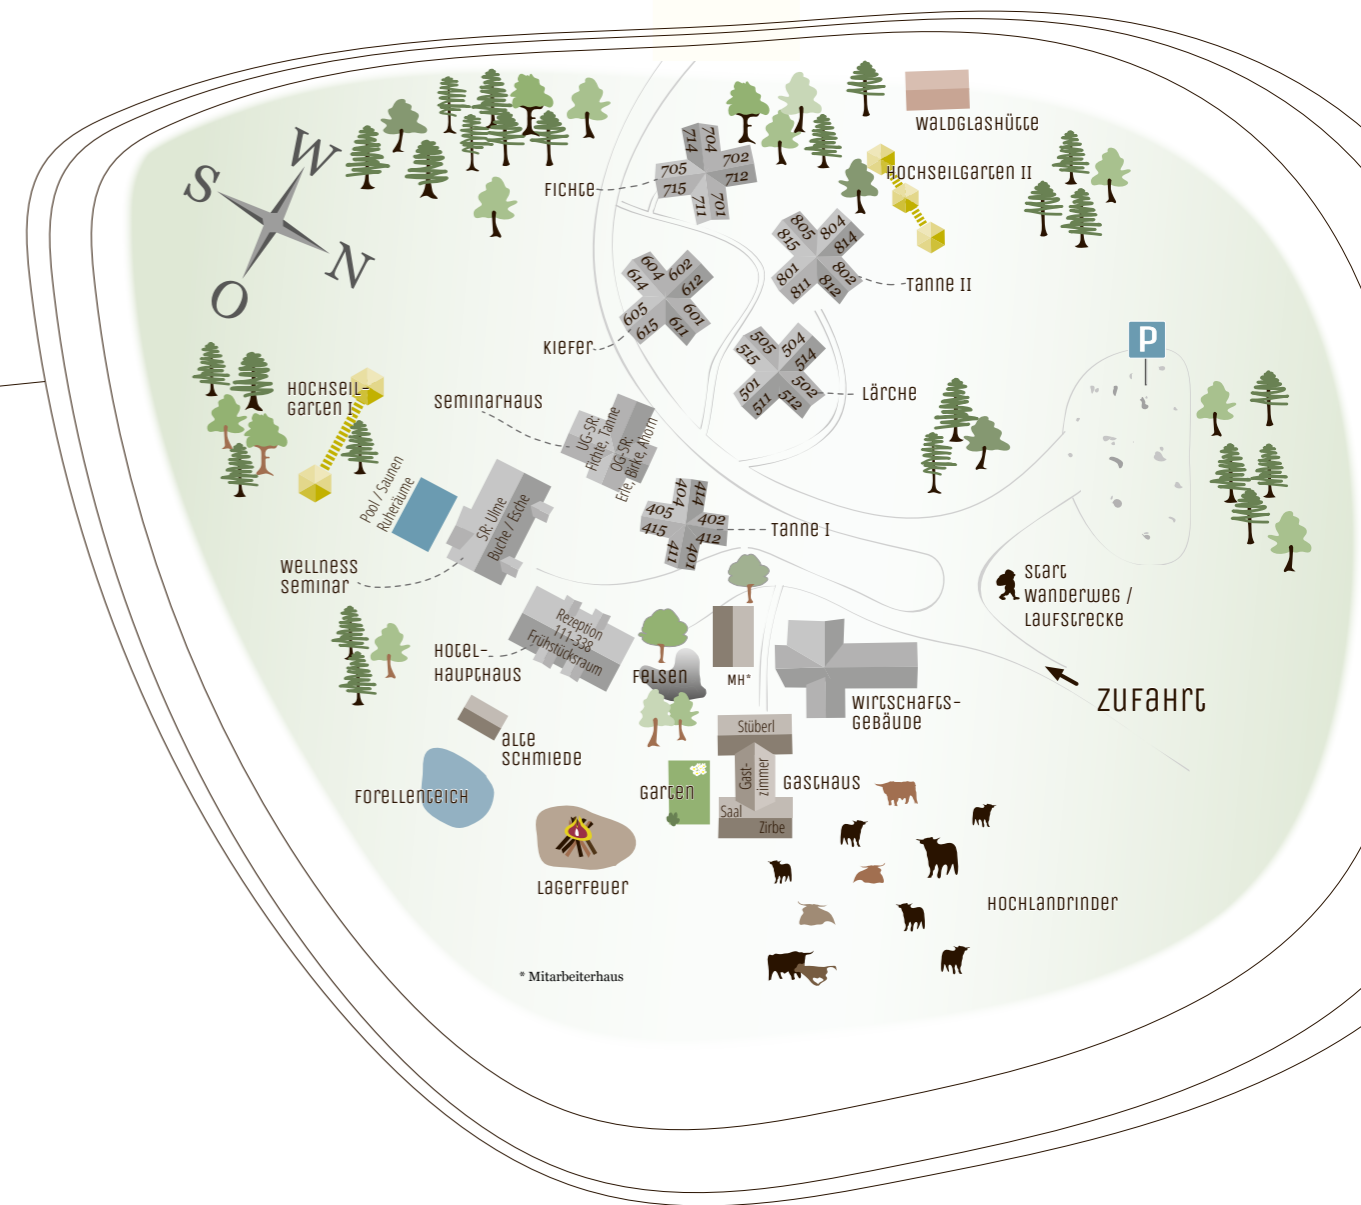 WALDGLASHÜTTE
W
S
N
O
714
704
702
712
705
715
711
701
FICHTE
HOCHSEILGARTEN II
805
804
815
814
801
802
811
812
TANNE II
604
602
614
612
605
601
615
611
KIEFER
P
505
504
515
514
501
502
511
512
LÄRCHE
HOCHSEIL-
GARTEN I
SEMINARHAUS
UG-SR:
Fichte, Tanne
OG-SR:
Erle, Birke, Ahorn
Pool / Saunen
Ruheräume
SR: Ulme
Buche / Esche
404
414
405
402
415
412
411
401
TANNE I
WELLNESS
SEMINAR
START
WANDERWEG /
LAUFSTRECKE
Rezeption
111-338
Frühstücksraum
HOTEL-
HAUPTHAUS
FELSEN
MH*
WIRTSCHAFTS-
GEBÄUDE
ZUFAHRT
ALTE
SCHMIEDE
Stüberl
Gast-
zimmer
GASTHAUS
Saal
Zirbe
GARTEN
FORELLENTEICH
LAGERFEUER
HOCHLANDRINDER
* Mitarbeiterhaus